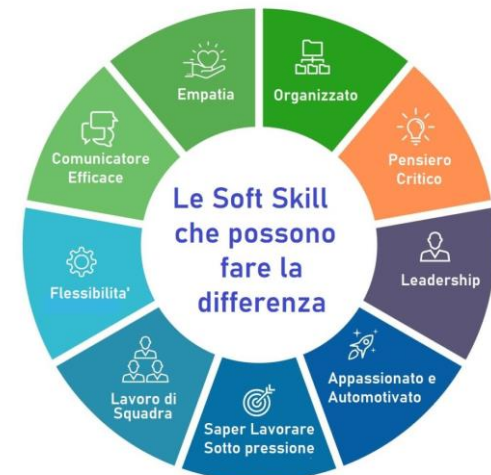 Le Soft Skill
che possono
fare la
differenza
Empatia
Organizzato
Pensiero
Critico
Leadership
Appassionato e
Automotivato
Saper Lavorare
Sotto pressione
Lavoro di
Squadra
Flessibilita'
Comunicatore
Efficace